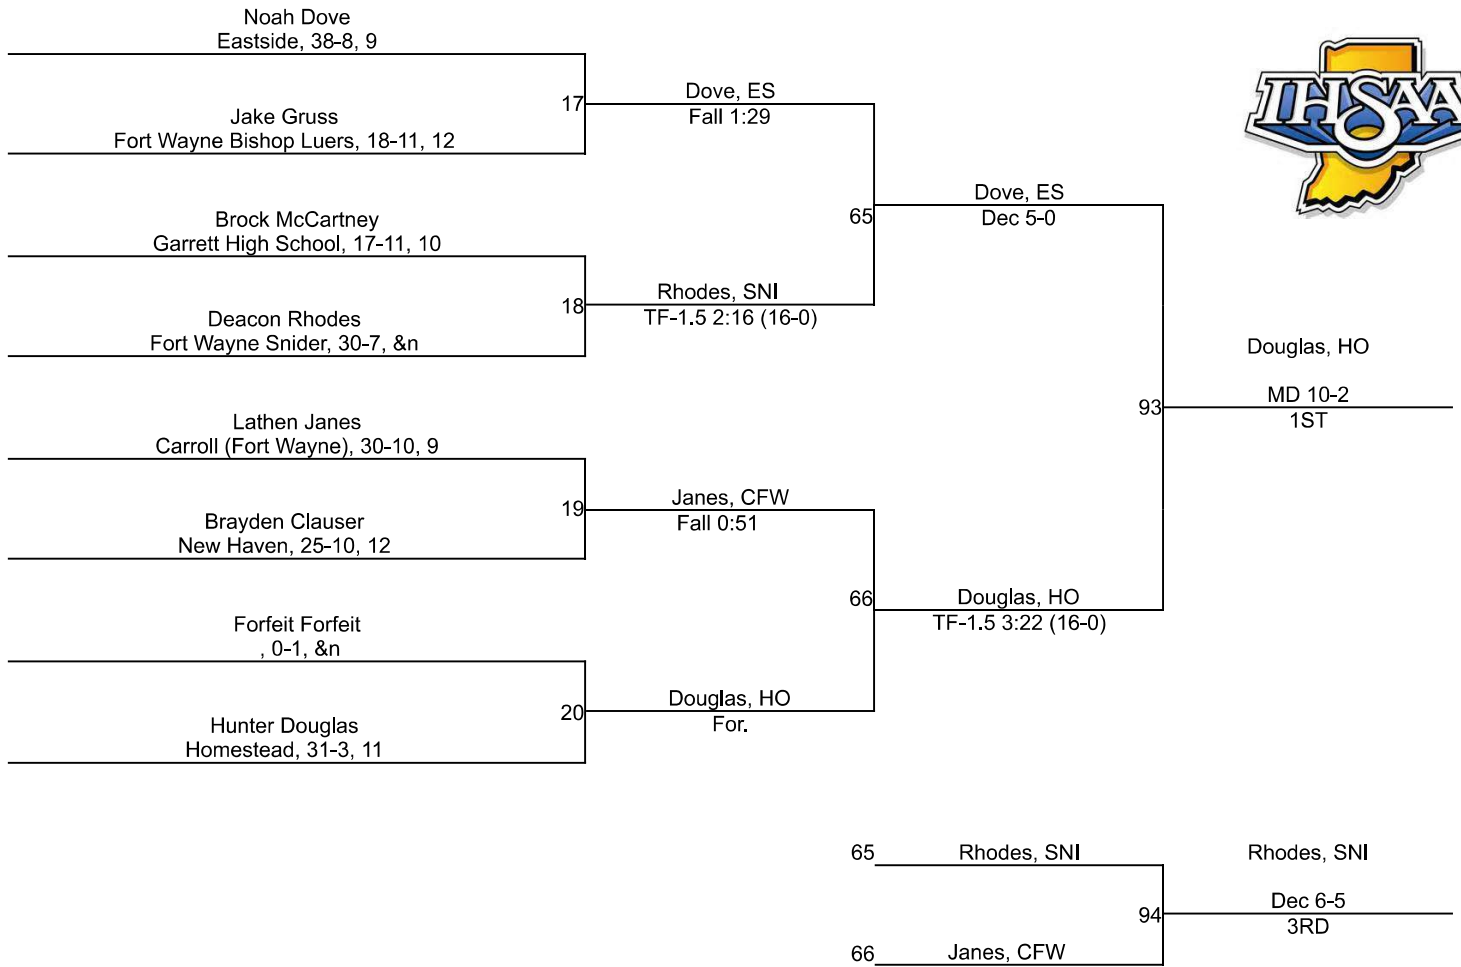 Noah Dove
Eastside, 38-8, 9
17
Dove, ES
Fall 1:29
Jake Gruss
Fort Wayne Bishop Luers, 18-11, 12
IHSAA
65
Dove, ES
Dec 5-0
Brock McCartney
Garrett High School, 17-11, 10
18
Rhodes, SNI
TF-1.5 2:16 (16-0)
Deacon Rhodes
Fort Wayne Snider, 30-7, &n
93
Douglas, HO
MD 10-2
1ST
Lathen Janes
Carroll (Fort Wayne), 30-10, 9
19
Janes, CFW
Fall 0:51
Brayden Clauser
New Haven, 25-10, 12
66
Douglas, HO
TF-1.5 3:22 (16-0)
Forfeit Forfeit
, 0-1, &n
20
Douglas, HO
For.
Hunter Douglas
Homestead, 31-3, 11
65
Rhodes, SNI
94
Rhodes, SNI
Dec 6-5
3RD
66
Janes, CFW